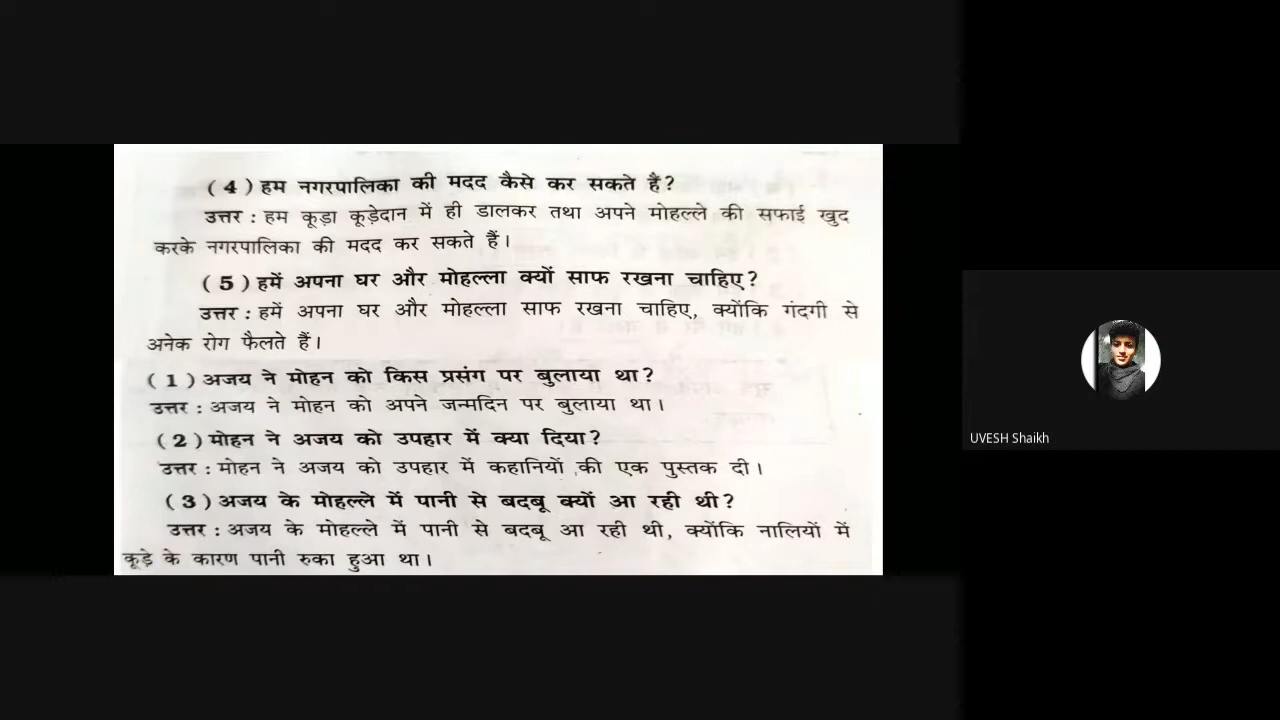 ( 4 ) हम नगरपालिका की मदद कैसे कर सकते हैं?
उत्तर : हम कूड़ा कूड़ेदान में ही डालकर तथा अपने मोहल्ले की सफाई खुद
करके नगरपालिका की मदद कर सकते हैं।
( 5 ) हमें अपना घर और मोहल्ला क्यों साफ रखना चाहिए?
उत्तर : हमें अपना घर और मोहल्ला साफ रखना चाहिए, क्योंकि गंदगी से
अनेक रोग फैलते हैं।
( 1 ) अजय ने मोहन को किस प्रसंग पर बुलाया था?
उत्तर : अजय ने मोहन को अपने जन्मदिन पर बुलाया था।
( 2 ) मोहन ने अजय को उपहार में क्या दिया?
उत्तर : मोहन ने अजय को उपहार में कहानियों की एक पुस्तक दी।
( 3 ) अजय के मोहल्ले में पानी से बदबू क्यों आ रही थी?
उत्तर : अजय के मोहल्ले में पानी से बदबू आ रही थी, क्योंकि नालियों में
कूड़े के कारण पानी रुका हुआ था।
UVESH Shaikh